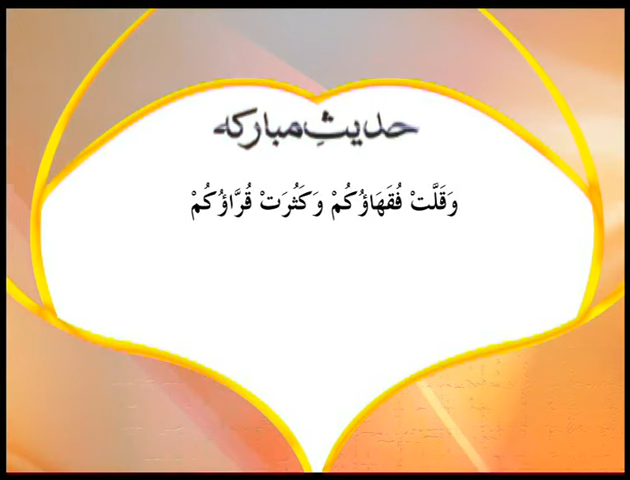 حدیثِ مبارکہ
وَقَلَّتْ فُقَهَاؤُكُمْ وَكَثُرَتْ قُرَّاؤُكُمْ